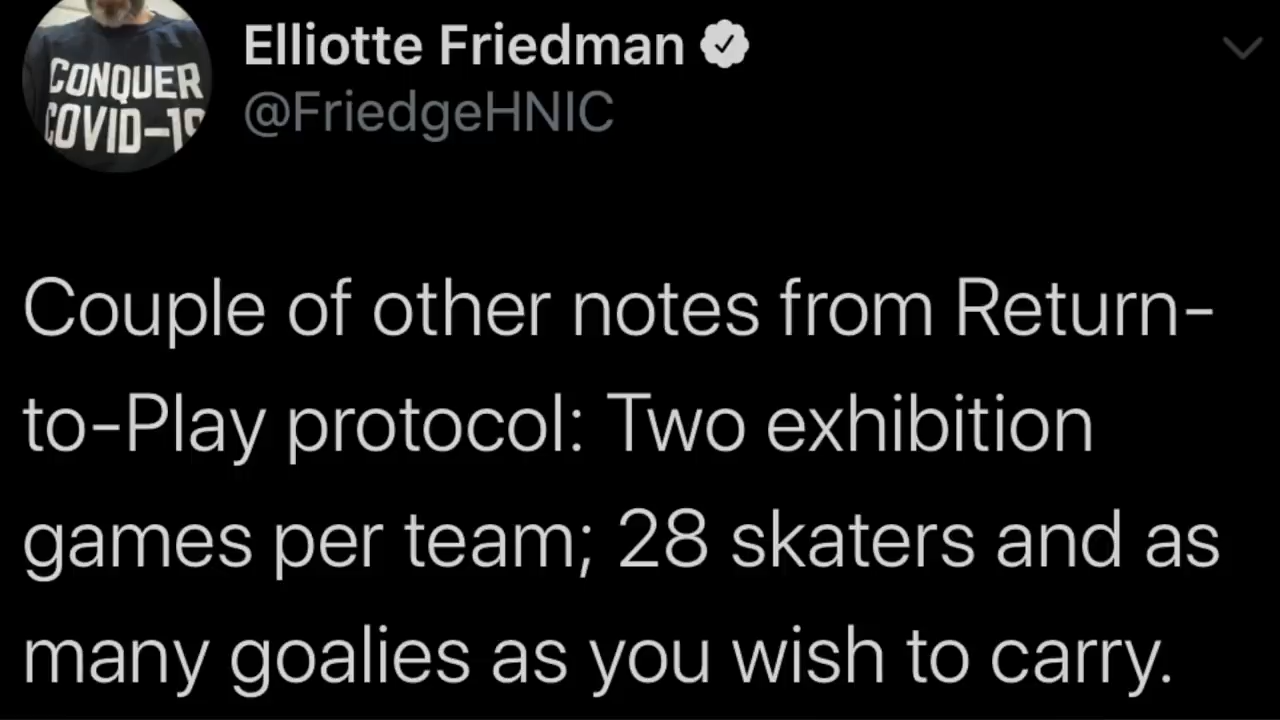 CONQUER
COVID-19
Elliotte Friedman
@FriedgeHNIC
Couple of other notes from Return-
to-Play protocol: Two exhibition
games per team; 28 skaters and as
many goalies as you wish to carry.